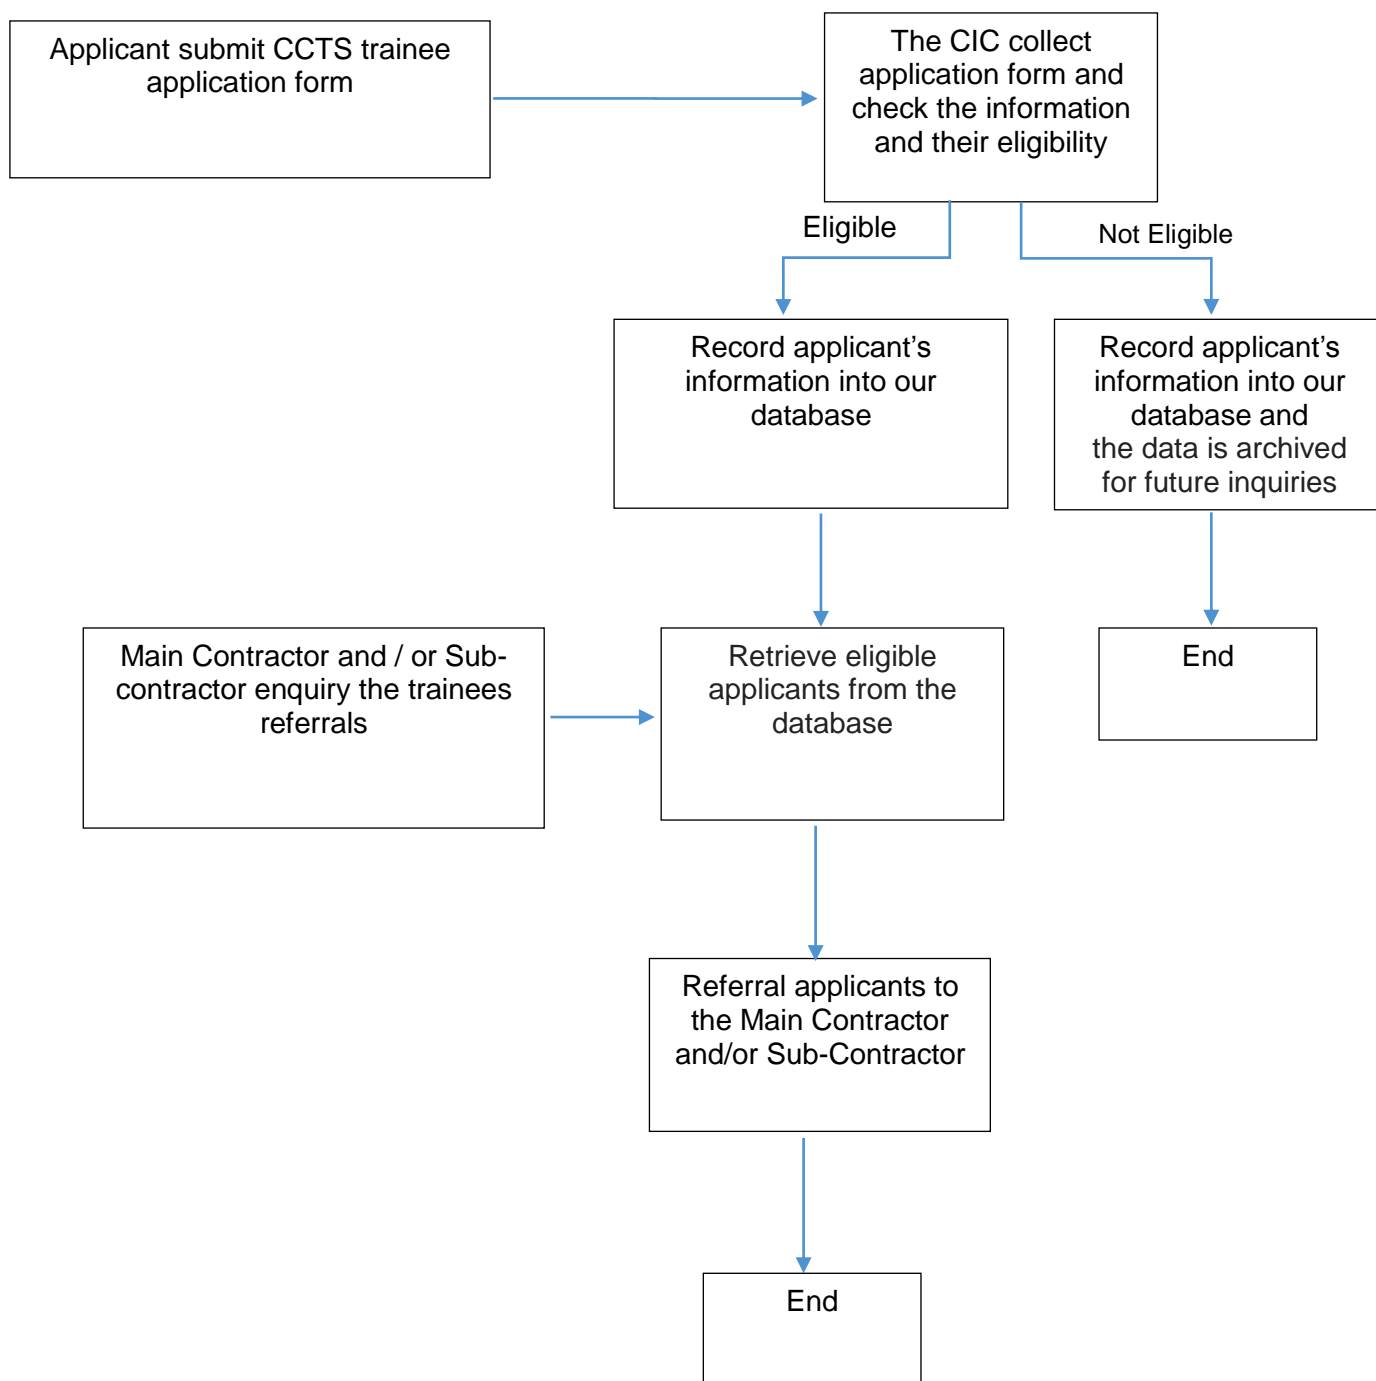 Applicant submit CCTS trainee
application form
The CIC collect
application form and
check the information
and their eligibility
Eligible
Not Eligible
Record applicant’s
information into our
database
Record applicant’s
information into our
database and
the data is archived
for future inquiries
Main Contractor and / or Sub-
contractor enquiry the trainees
referrals
Retrieve eligible
applicants from the
database
End
Referral applicants to
the Main Contractor
and/or Sub-Contractor
End